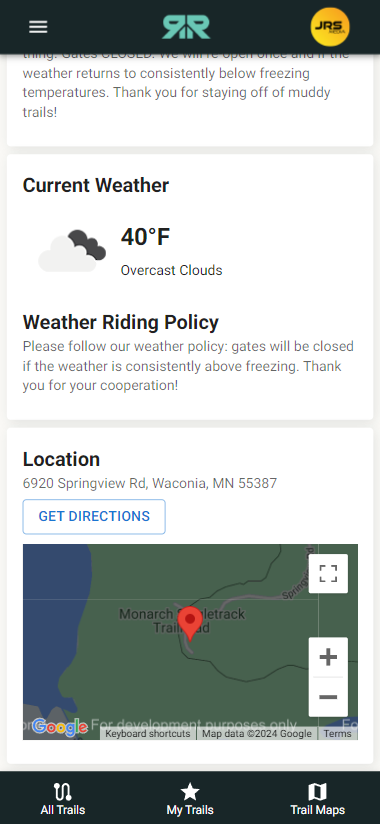 RR
JRS
MEDIA
thing. Gates CLOSED. We will re open once and if the
weather returns to consistently below freezing
temperatures. Thank you for staying off of muddy
trails!
Current Weather
40°F
Overcast Clouds
Weather Riding Policy
Please follow our weather policy: gates will be closed
if the weather is consistently above freezing. Thank
you for your cooperation!
Location
6920 Springview Rd, Waconia, MN 55387
GET DIRECTIONS
Monarch Singletrack
Trailhead
Google
For development purposes only
Keyboard shortcuts
Map data ©2024 Google
Terms
All Trails
My Trails
Trail Maps